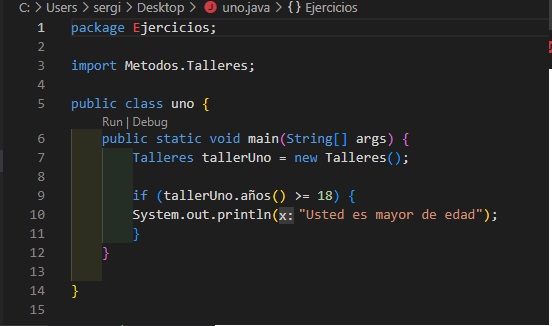 C: > Users > sergi > Desktop > uno.java > {} Ejercicios
1 package Ejercicios;
2
3 import Metodos.Talleres;
4
5 public class uno {
Run | Debug
6 public static void main(String[] args) {
7 Talleres tallerUno = new Talleres();
8
9 if (tallerUno.años() >= 18) {
10 System.out.println(x: "Usted es mayor de edad");
11 }
12 }
13
14 }
15